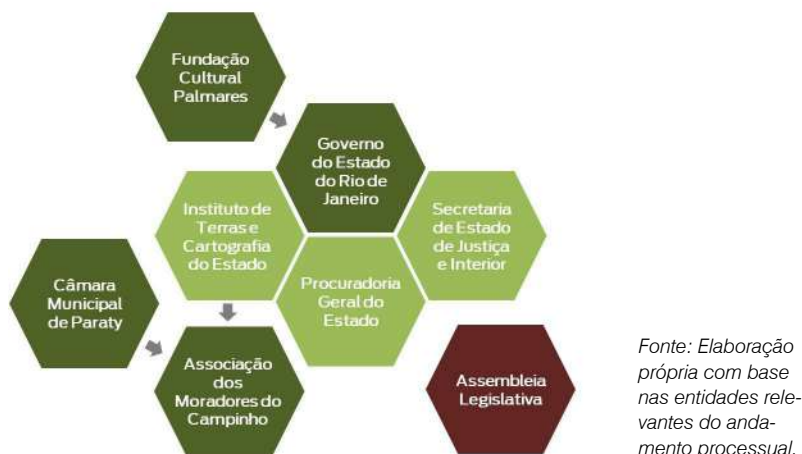 Fundação
Cultural
Palmares
Governo
do Estado
do Rio de
Janeiro
Instituto de
Terras e
Cartografia
do Estado
Secretaria
de Estado
de Justiça
e Interior
Câmara
Municipal
de Paraty
Procuradoria
Geral do
Estado
Associação
dos
Moradores do
Campinho
Assembleia
Legislativa
Fonte: Elaboração
própria com base
nas entidades rele-
vantes do anda-
mento processual.